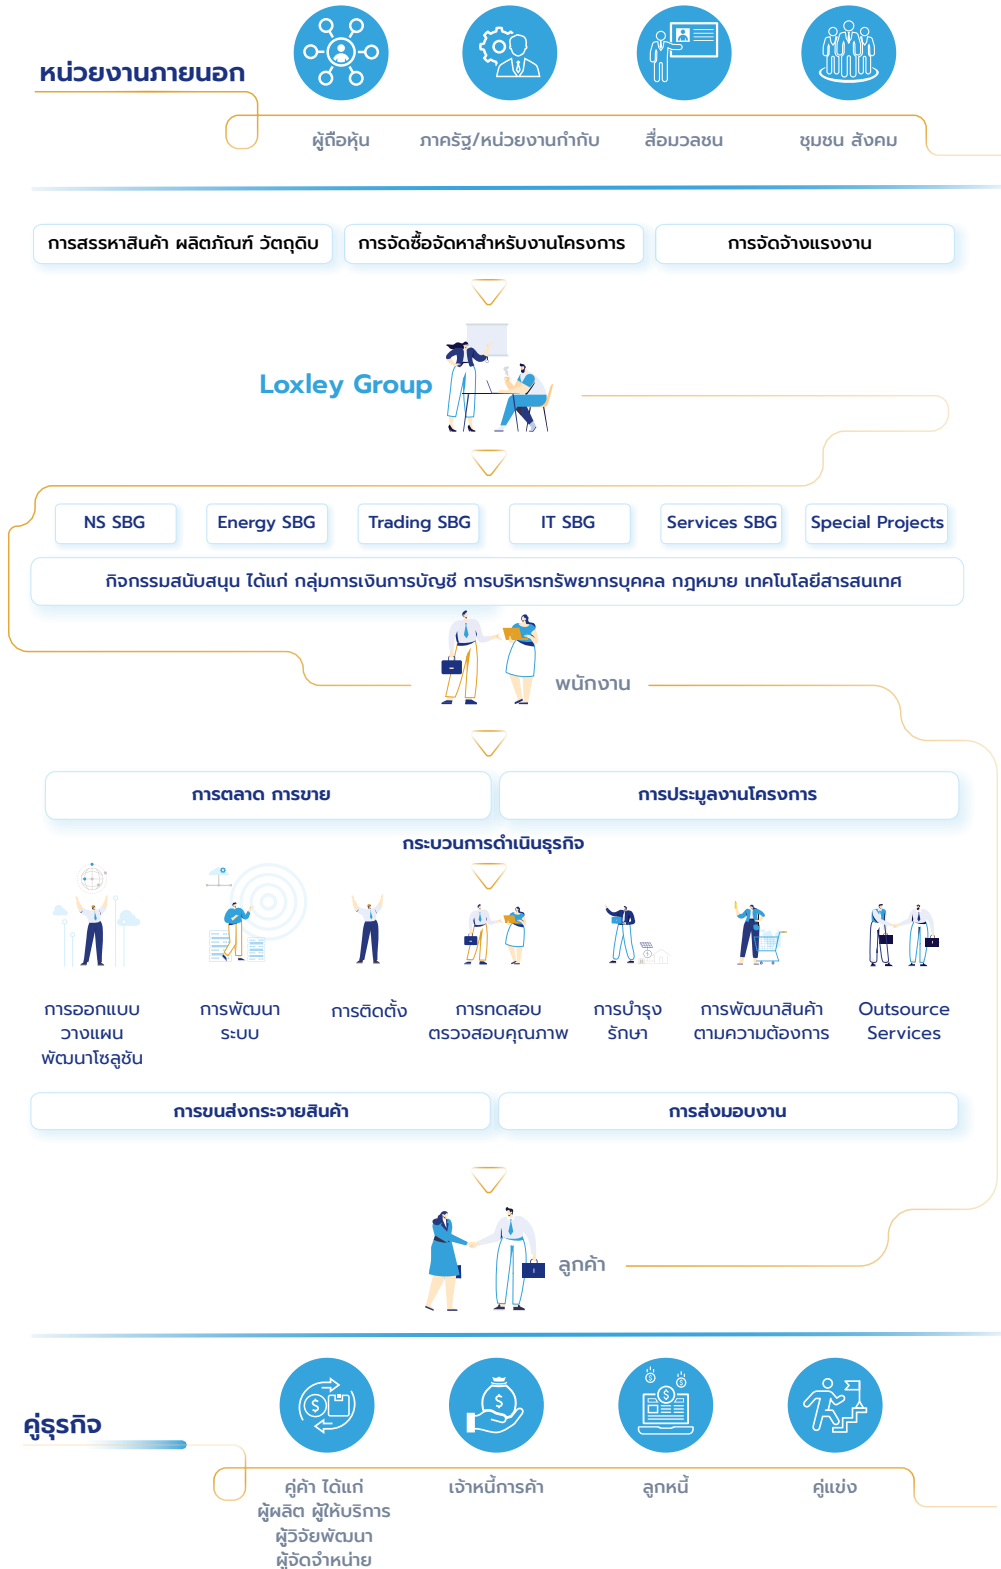 หน่วยงานภายนอก
ผู้ถือหุ้น
ภาครัฐ/หน่วยงานกำกับ
สื่อมวลชน
ชุมชน สังคม
การสรรหาสินค้า ผลิตภัณฑ์ วัตถุดิบ
การจัดซื้อจัดหาสำหรับงานโครงการ
การจัดจ้างแรงงาน
Loxley Group
NS SBG
Energy SBG
Trading SBG
IT SBG
Services SBG
Special Projects
กิจกรรมสนับสนุน ได้แก่ กลุ่มการเงินการบัญชี การบริหารทรัพยากรบุคคล กฎหมาย เทคโนโลยีสารสนเทศ
พนักงาน
การตลาด การขาย
การประมูลงานโครงการ
กระบวนการดำเนินธุรกิจ
การออกแบบ
วางแผน
พัฒนาโซลูชัน
การพัฒนา
ระบบ
การติดตั้ง
การทดสอบ
ตรวจสอบคุณภาพ
การบำรุง
รักษา
การพัฒนาสินค้า
ตามความต้องการ
Outsource
Services
การขนส่งกระจายสินค้า
การส่งมอบงาน
ลูกค้า
คู่ธุรกิจ
คู่ค้า ได้แก่
ผู้ผลิต ผู้ให้บริการ
ผู้วิจัยพัฒนา
ผู้จัดจำหน่าย
เจ้าหนี้การค้า
ลูกหนี้
คู่แข่ง